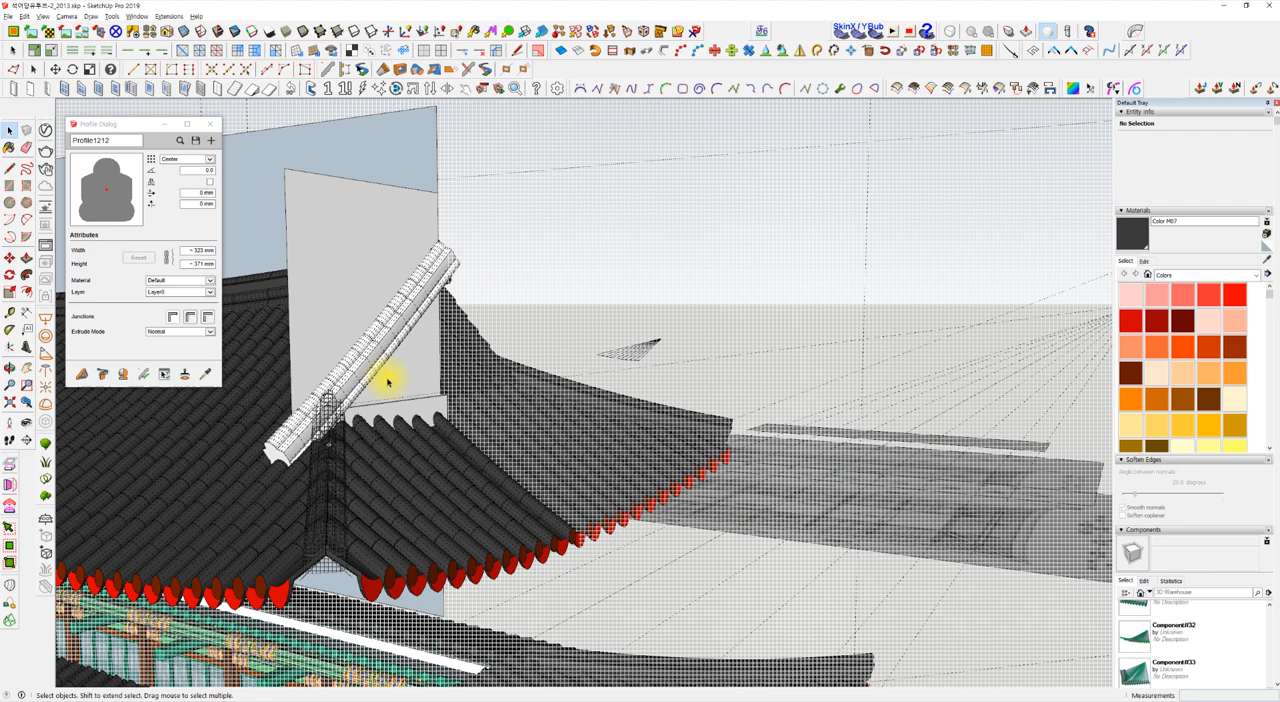 석어당유투브-2_2013.skp - SketchUp Pro 2019
File Edit View Camera Draw Tools Window Extensions Help
SkinX/YBub
Default Tray
Entity Info
No Selection
Profile Dialog
Profile1212
Center
0.0
0 mm
0 mm
Attributes
Width
~ 323 mm
Reset
Height
~ 371 mm
Material
Default
Layer
Layer0
Junctions
Extrude Mode
Normal
Materials
Color M07
Select
Edit
Colors
Soften Edges
Angle between normals:
20.0 degrees
Smooth normals
Soften coplanar
Components
Select
Edit
Statistics
3D Warehouse
No Description
Component#32
by Unknown
No Description
Component#33
by Unknown
No Description
Select objects. Shift to extend select. Drag mouse to select multiple.
Measurements